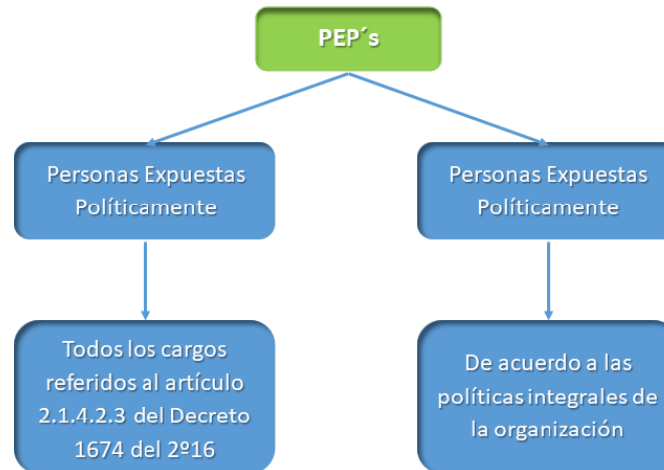 PEP´s
Personas Expuestas
Políticamente
Personas Expuestas
Políticamente
Todos los cargos
referidos al artículo
2.1.4.2.3 del Decreto
1674 del 2º16
De acuerdo a las
políticas integrales de
la organización